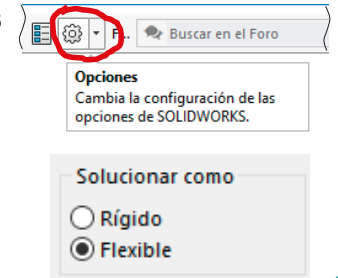 Buscar en el Foro
Opciones
Cambia la configuración de las
opciones de SOLIDWORKS.
Solucionar como
Rígido
Flexible